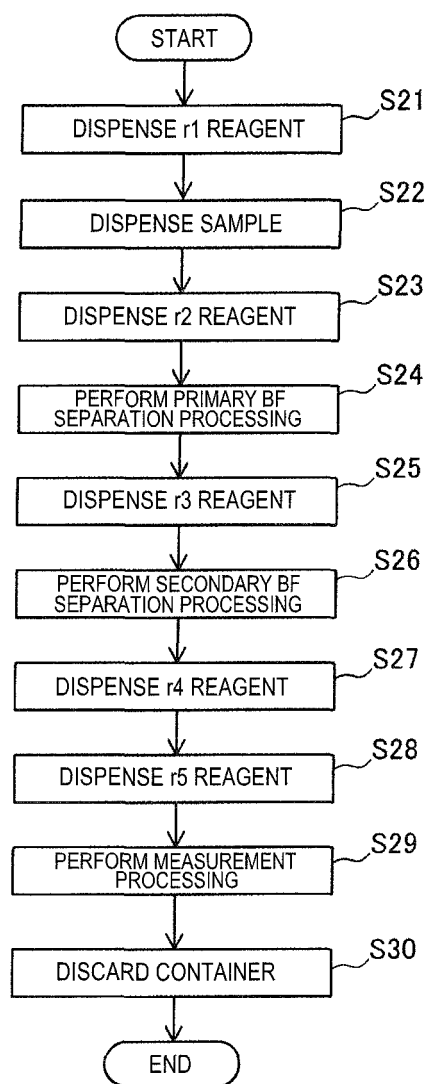 START
S21
DISPENSE r1 REAGENT
S22
DISPENSE SAMPLE
S23
DISPENSE r2 REAGENT
S24
PERFORM PRIMARY BF
SEPARATION PROCESSING
S25
DISPENSE r3 REAGENT
S26
PERFORM SECONDARY BF
SEPARATION PROCESSING
S27
DISPENSE r4 REAGENT
S28
DISPENSE r5 REAGENT
S29
PERFORM MEASUREMENT
PROCESSING
S30
DISCARD CONTAINER
END